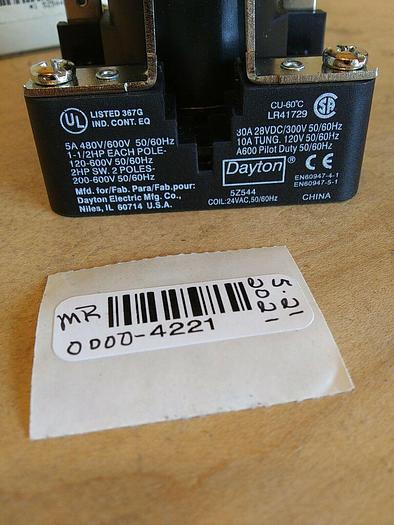 UL
LISTED 367G
IND. CONT. EQ
5A 480V/600V 50/60Hz
1-1/2HP EACH POLE-
120-600V 50/60Hz
2HP SW. 2 POLES-
200-600V 50/60Hz
Mfd. for/Fab. Para/Fab.pour:
Dayton Electric Mfg. Co.,
Niles, IL 60714 U.S.A.
CU-60°C
LR41729
30A 28VDC/300V 50/60Hz
10A TUNG. 120V 50/60Hz
A600 Pilot Duty 50/60Hz
Dayton®
CE
EN60947-4-1
EN60947-5-1
5Z544
COIL:24VAC,50/60Hz
CHINA
MR
0000-4221